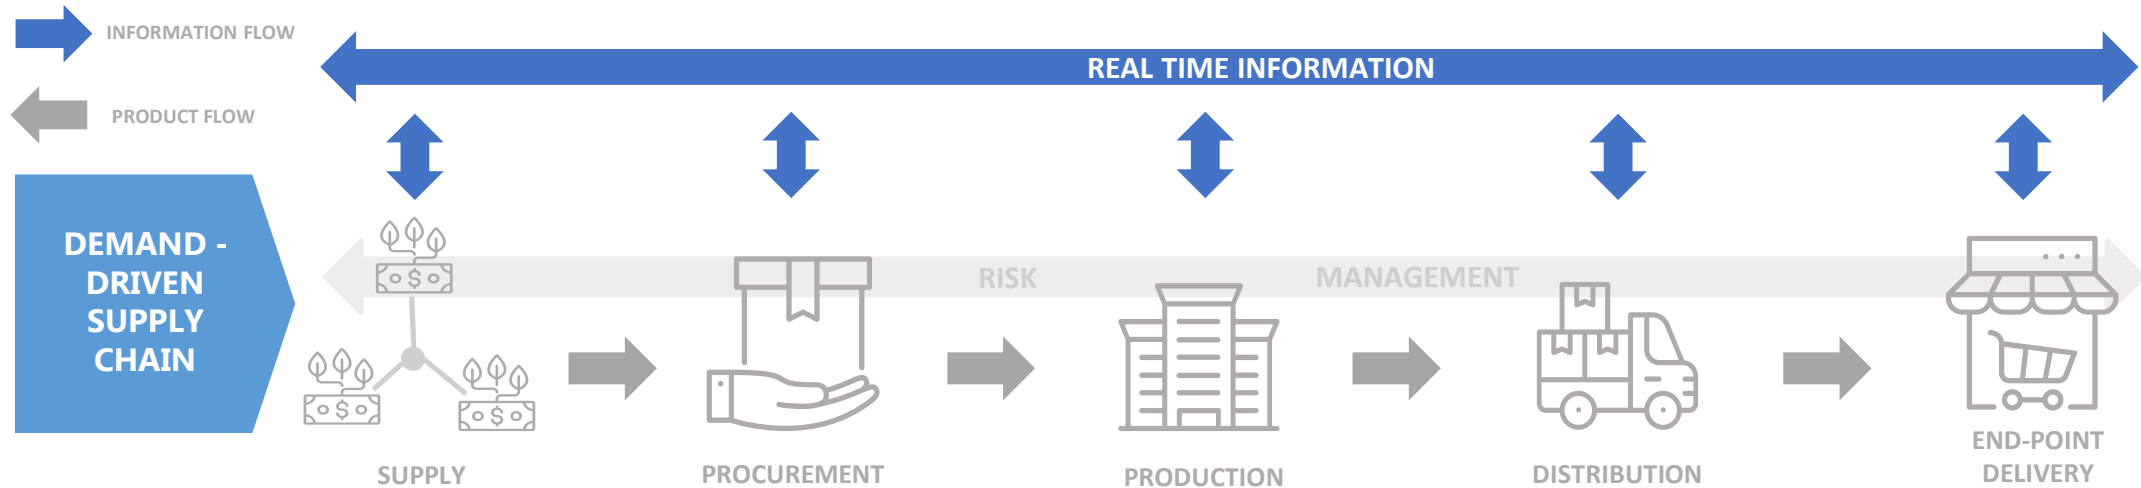 INFORMATION FLOW
PRODUCT FLOW
REAL TIME INFORMATION
DEMAND -
DRIVEN
SUPPLY
CHAIN
RISK MANAGEMENT
$
$
$
SUPPLY
PROCUREMENT
PRODUCTION
DISTRIBUTION
END-POINT
DELIVERY